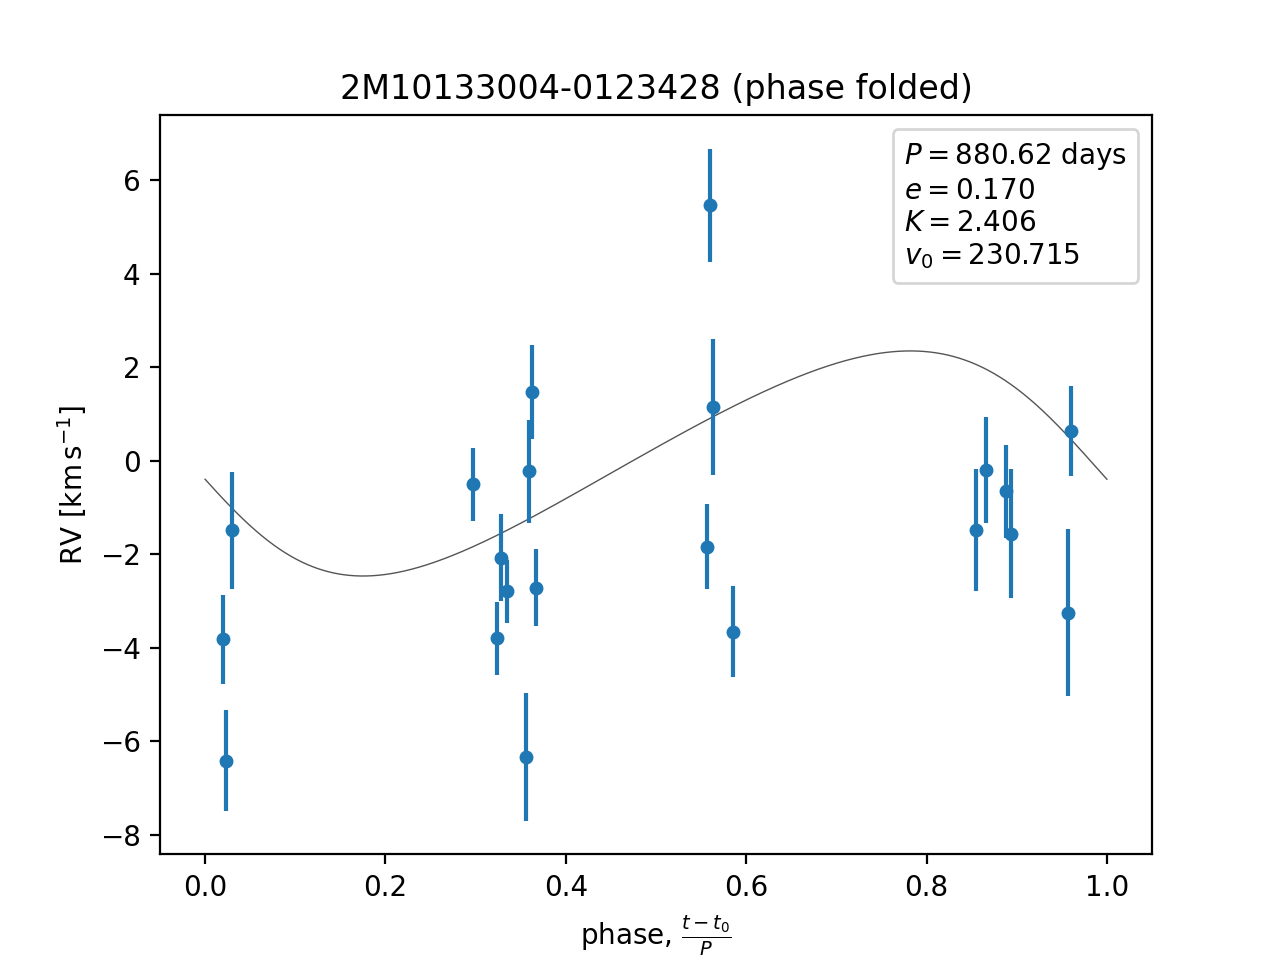 2M10133004-0123428 (phase folded)
P = 880.62 days
e = 0.170
K = 2.406
v₀ = 230.715
6
4
2
0
−2
−4
−6
−8
RV [km s⁻¹]
0.0 0.2 0.4 0.6 0.8 1.0
phase, (t − t₀)/P